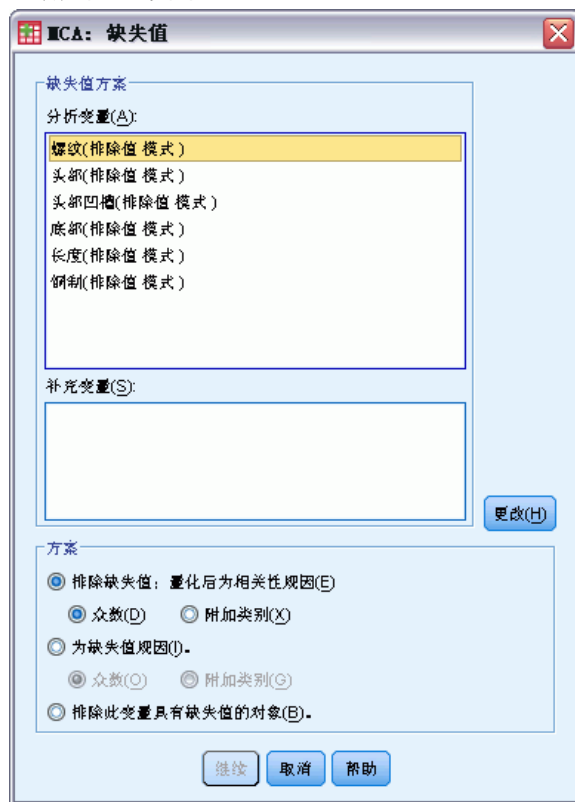 MCA: 缺失值
缺失值方案
分析变量(A):
螺纹(排除值 模式)
头部(排除值 模式)
头部凹槽(排除值 模式)
底部(排除值 模式)
长度(排除值 模式)
铜制(排除值 模式)
补充变量(S):
更改(H)
方案
排除缺失值: 量化后为相关性规因(E)
众数(D) 附加类别(X)
为缺失值规因(I)。
众数(O) 附加类别(G)
排除此变量具有缺失值的对象(B)。
继续 取消 帮助